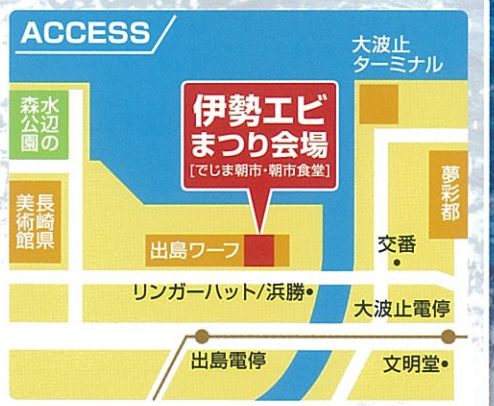 ACCESS
大波止
ターミナル
水辺の
森公園
伊勢エビ
まつり会場
[でじま朝市・朝市食堂]
夢彩都
長崎県
美術館
出島ワーフ
交番
リンガーハット/浜勝
大波止電停
出島電停
文明堂